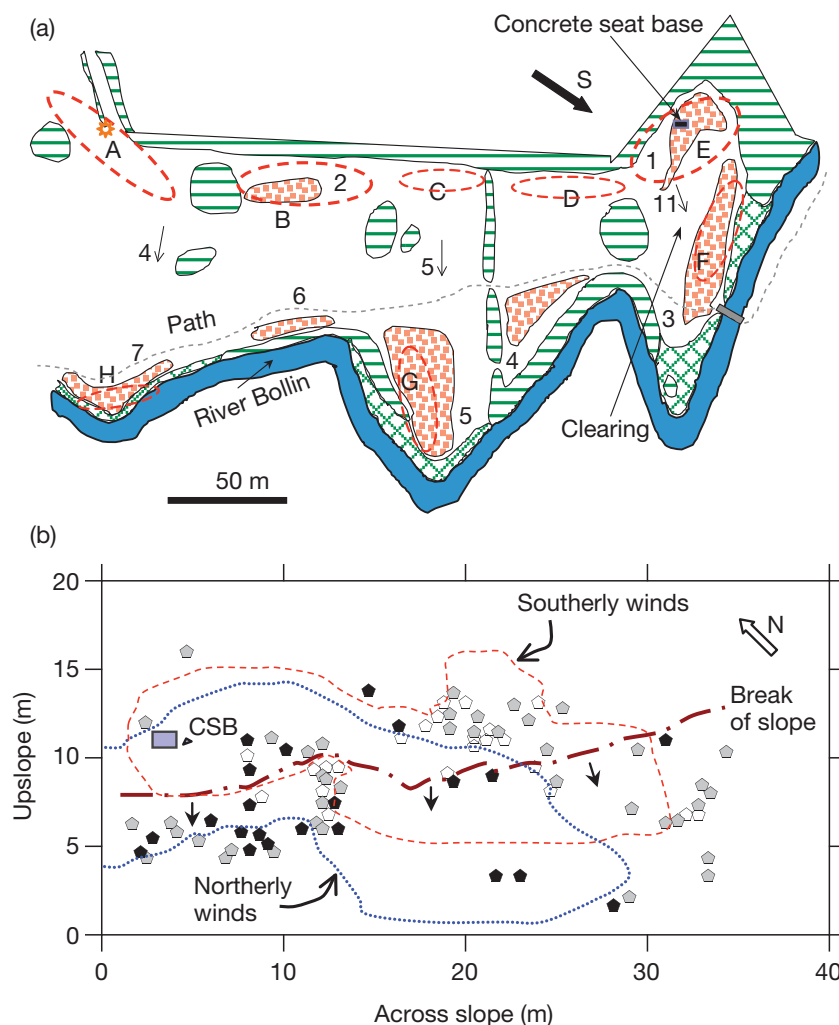 (a)
Concrete seat base
S
A
1
E
2
B
C
D
11
4
5
F
6
Path
3
7
H
G
4
River Bollin
5
Clearing
50 m
(b)
20
Southerly winds
N
15
Break
of slope
CSB
10
Upslope (m)
5
Northerly
winds
0
0
10
20
30
40
Across slope (m)